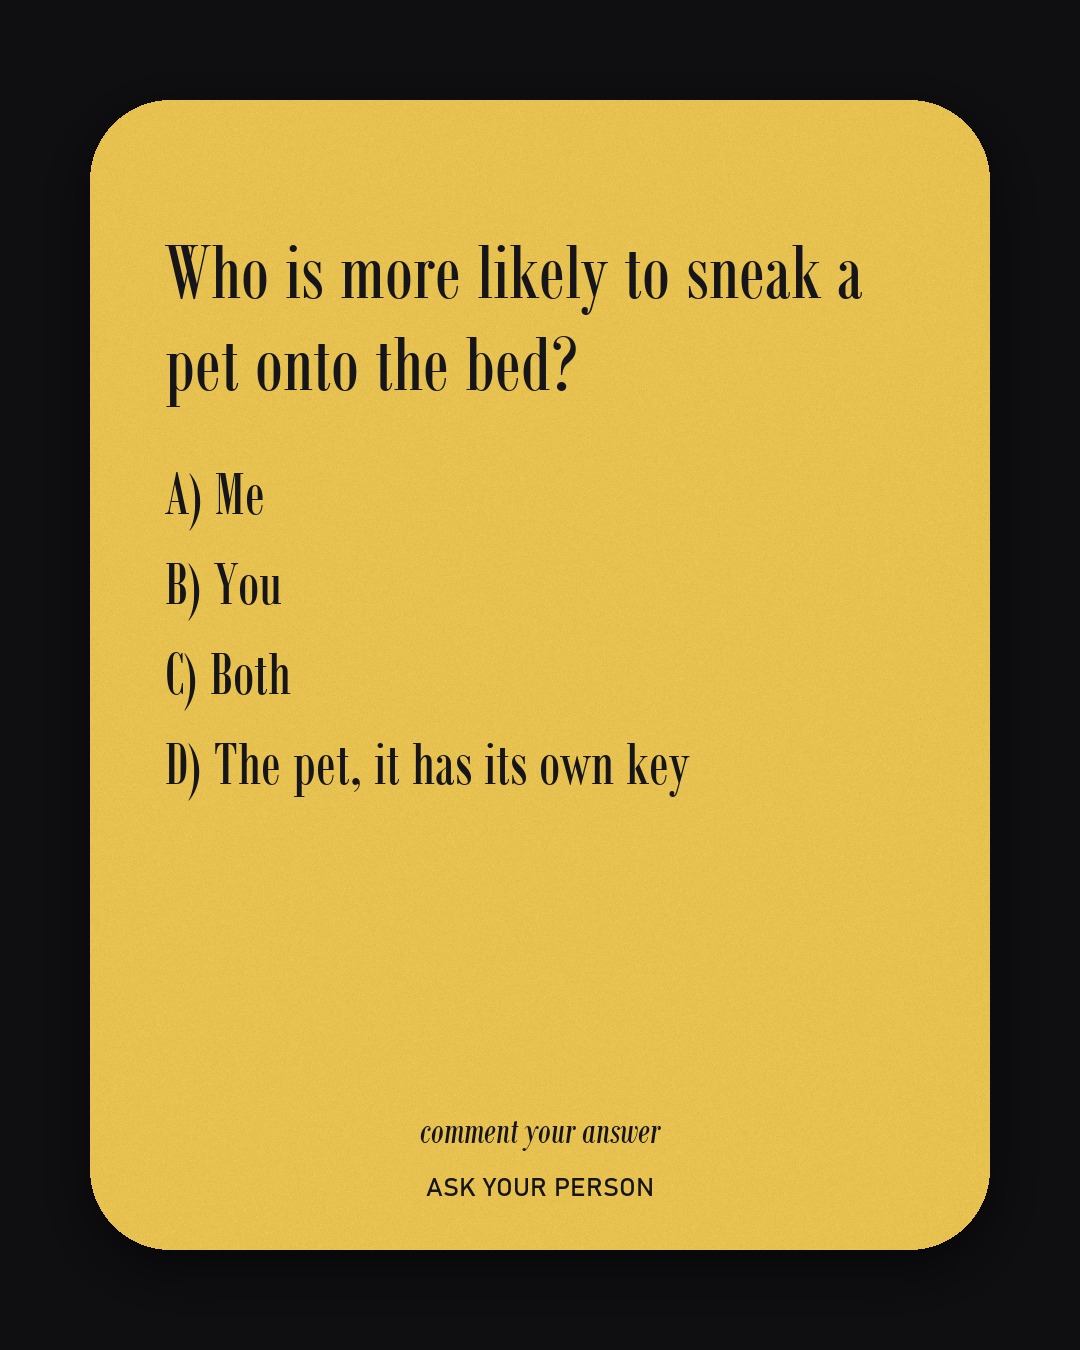 Who is more likely to sneak a
pet onto the bed?
A) Me
B) You
C) Both
D) The pet, it has its own key
comment your answer
ASK YOUR PERSON